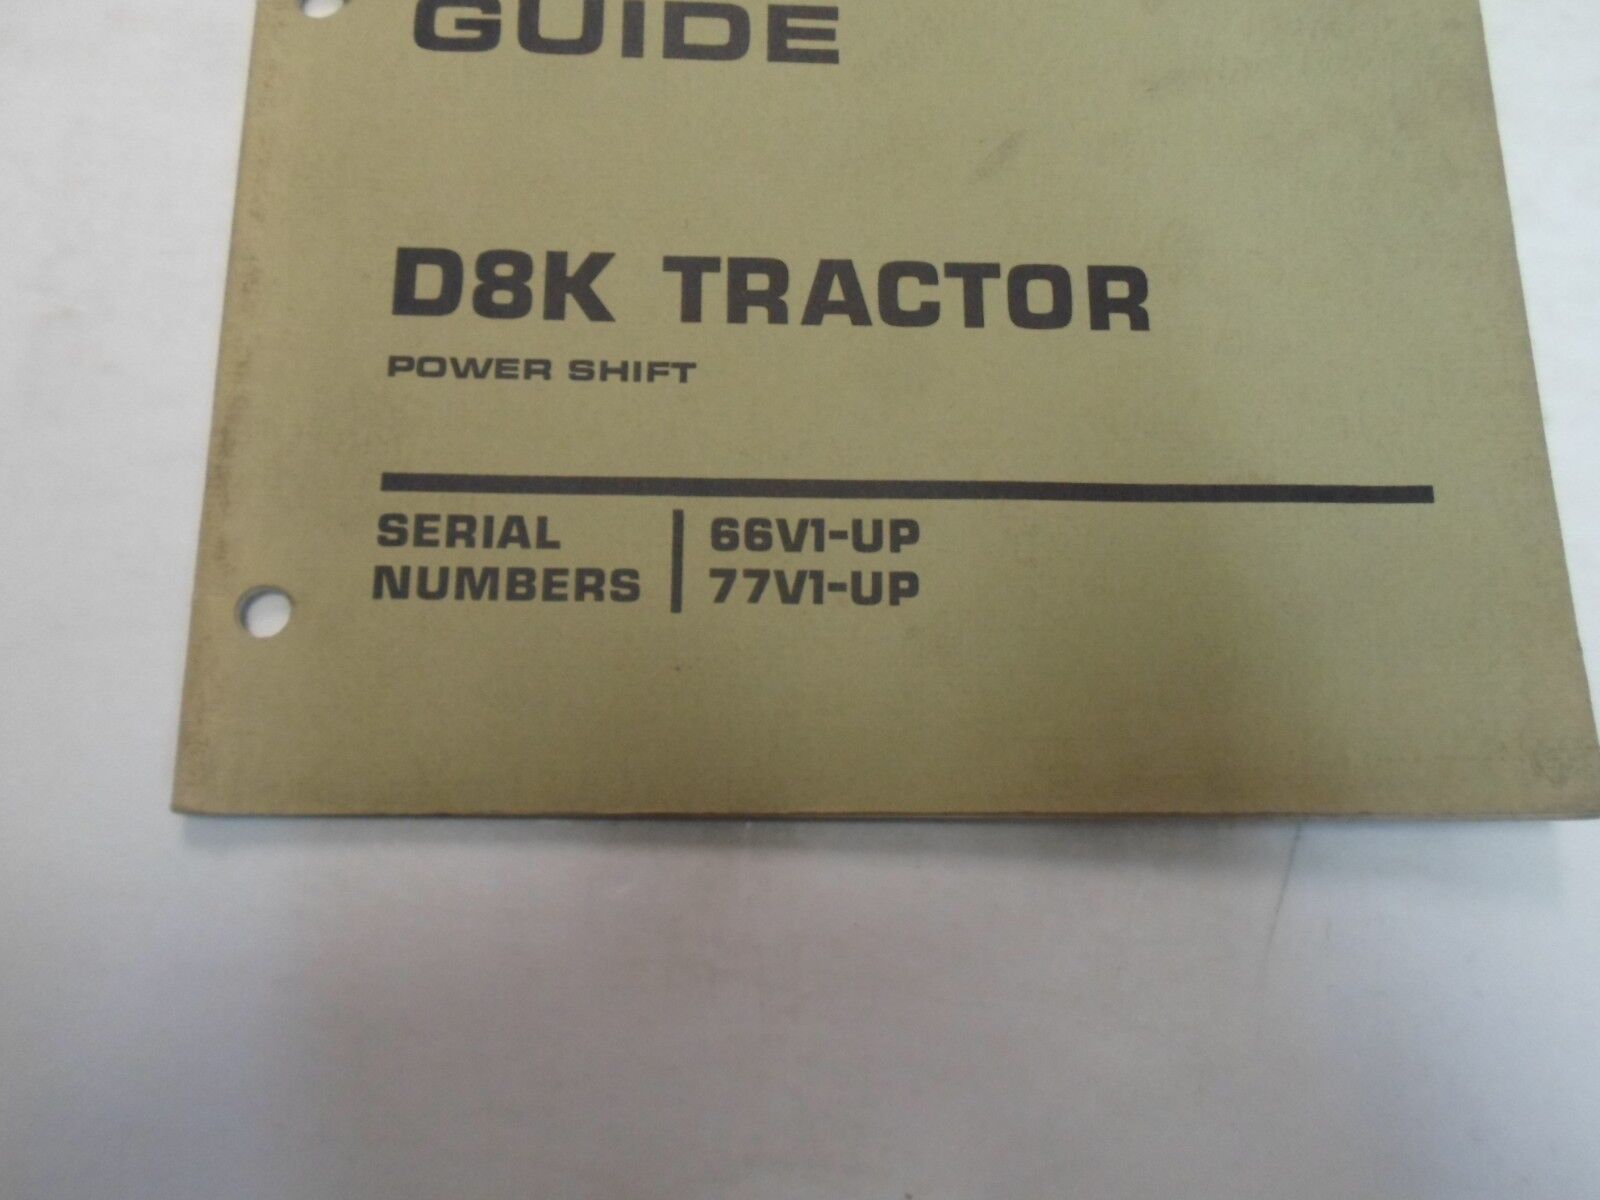 GUIDE
D8K TRACTOR
POWER SHIFT
SERIAL NUMBERS
66V1-UP
77V1-UP